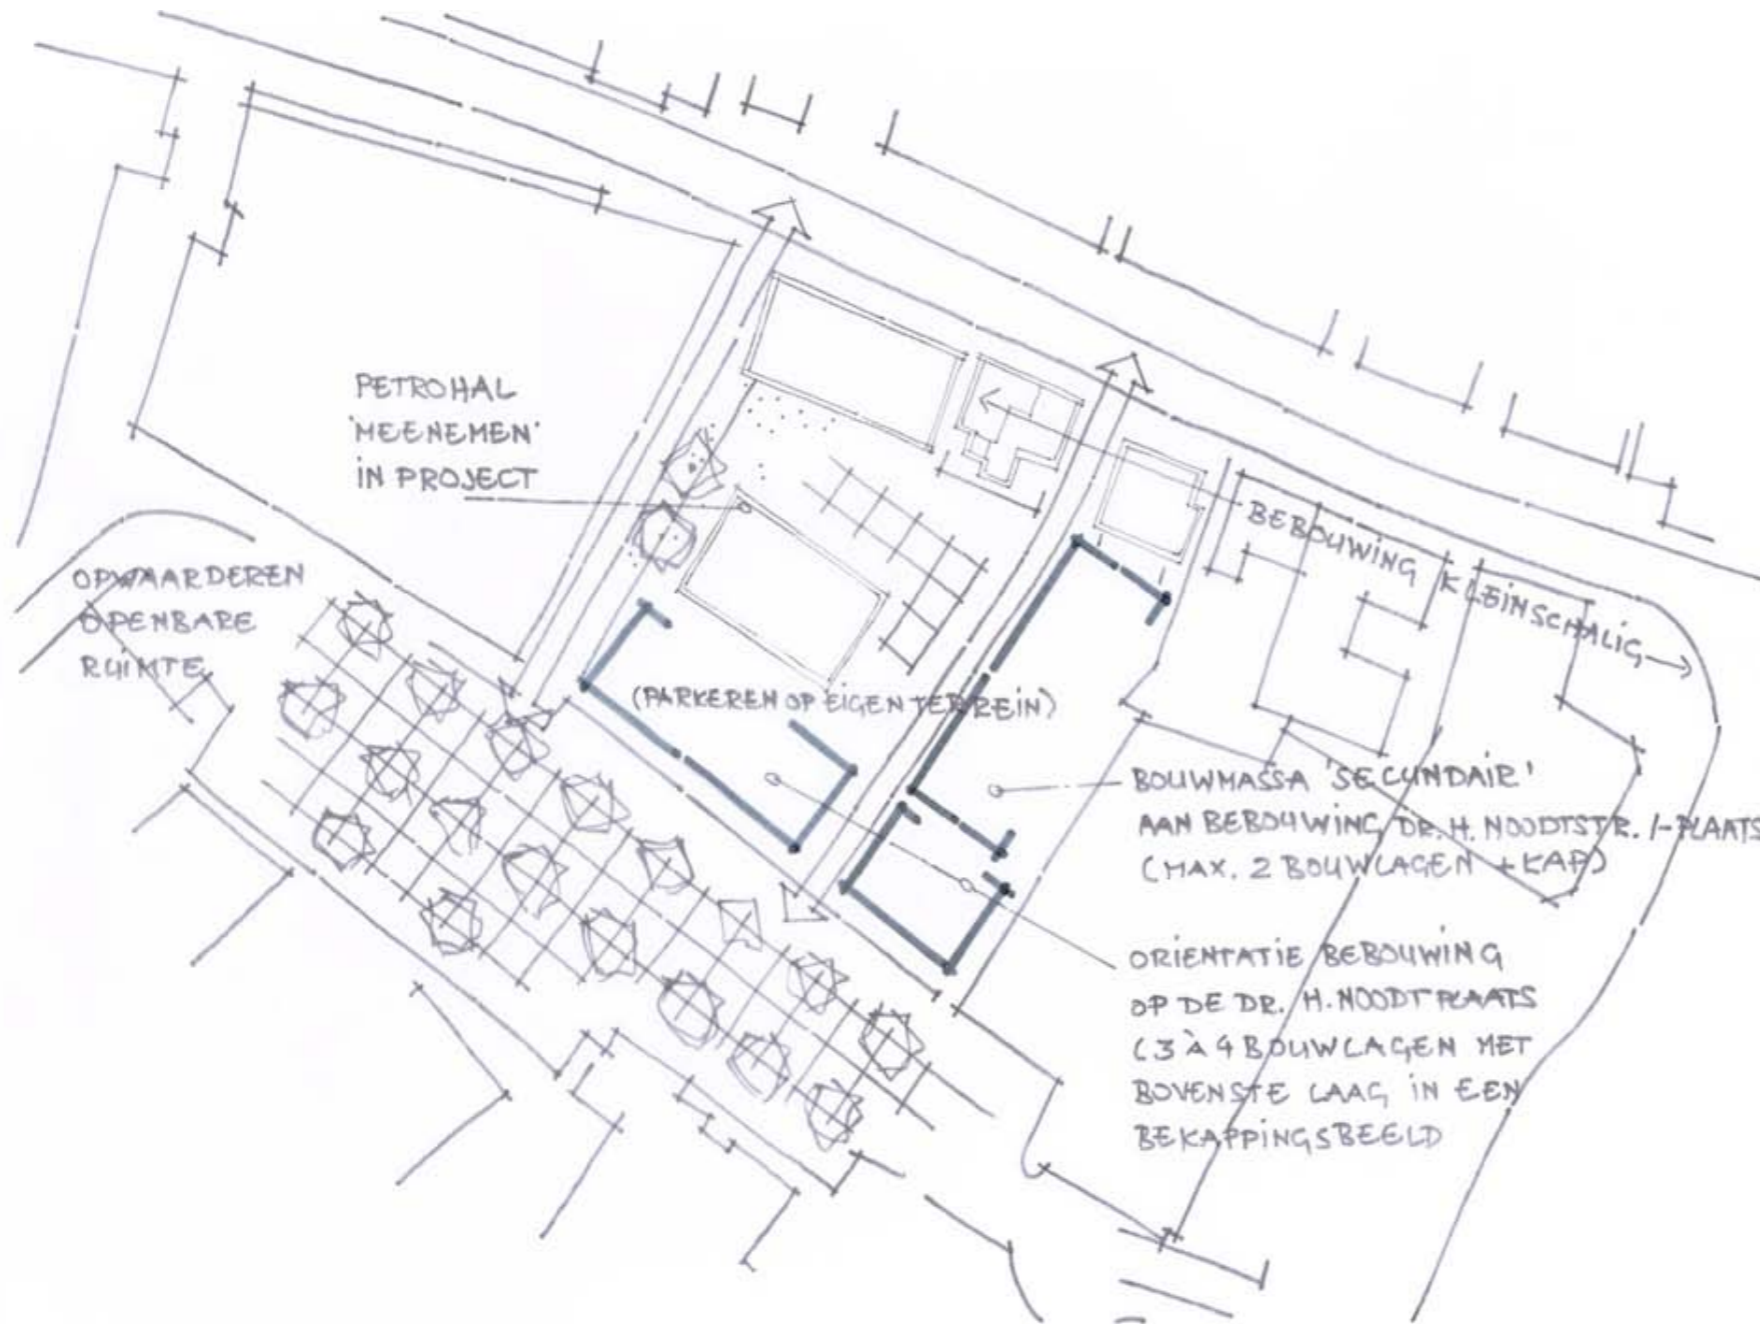 PETROHAL
'MEENEMEN'
IN PROJECT
OPWAARDEREN
OPENBARE
RUIMTE
BEBOUWING KLEINSCHALIG
(PARKEREN OP EIGEN TERREIN)
BOUWMASSA 'SECUNDAIR'
AAN BEBOUWING DR. H. NOODTSTR. /-PLAATS
(MAX. 2 BOUWLAGEN + KAP)
ORIENTATIE BEBOUWING
OP DE DR. H. NOODTPLAATS
(3 À 4 BOUWLAGEN MET
BOVENSTE LAAG IN EEN
BEKAPPINGSBEELD